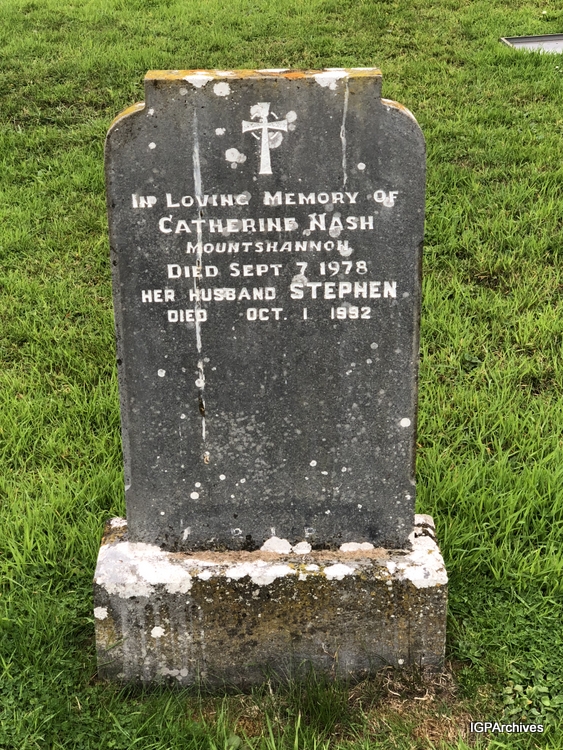 In Loving Memory Of
Catherine Nash
Mountshannon
Died Sept 7 1978
her husband STEPHEN
died Oct. 1 1992
IGPArchives